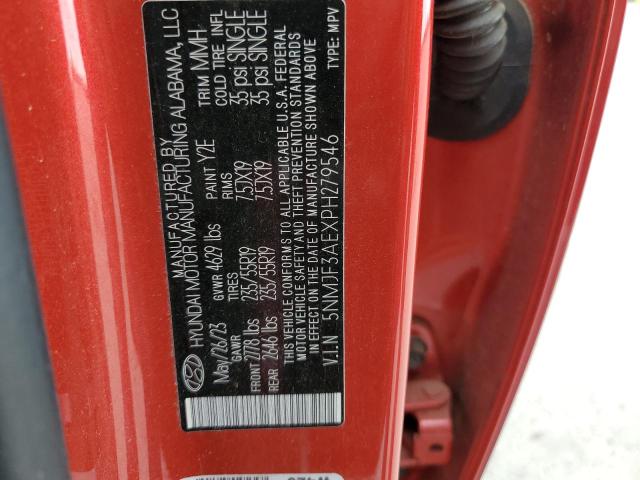 MANUFACTURED BY
HYUNDAI MOTOR MANUFACTURING ALABAMA, LLC
May/26/23 GVWR 4629 lbs PAINT Y2E TRIM MMH
GAWR TIRES RIMS COLD TIRE INFL
FRONT 2778 lbs 235/55R19 7.5JX19 35 psi SINGLE
REAR 2646 lbs 235/55R19 7.5JX19 35 psi SINGLE
THIS VEHICLE CONFORMS TO ALL APPLICABLE U.S.A. FEDERAL
MOTOR VEHICLE SAFETY AND THEFT PREVENTION STANDARDS
IN EFFECT ON THE DATE OF MANUFACTURE SHOWN ABOVE
V.I.N 5NMJF3AEXPH279546 TYPE: MPV